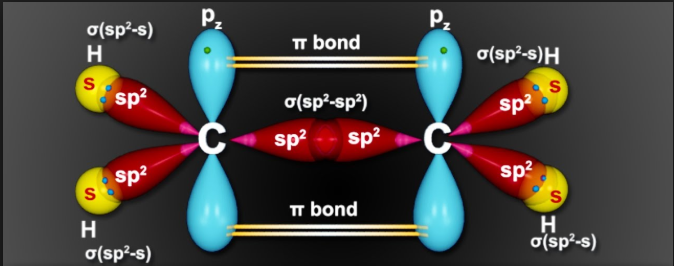 p_z
p_z
σ(sp²-s)
H
π bond
σ(sp²-s) H
s
sp²
σ(sp²-sp²)
sp²
s
C
sp²
sp²
C
s
sp²
sp²
s
H
π bond
H
σ(sp²-s)
σ(sp²-s)